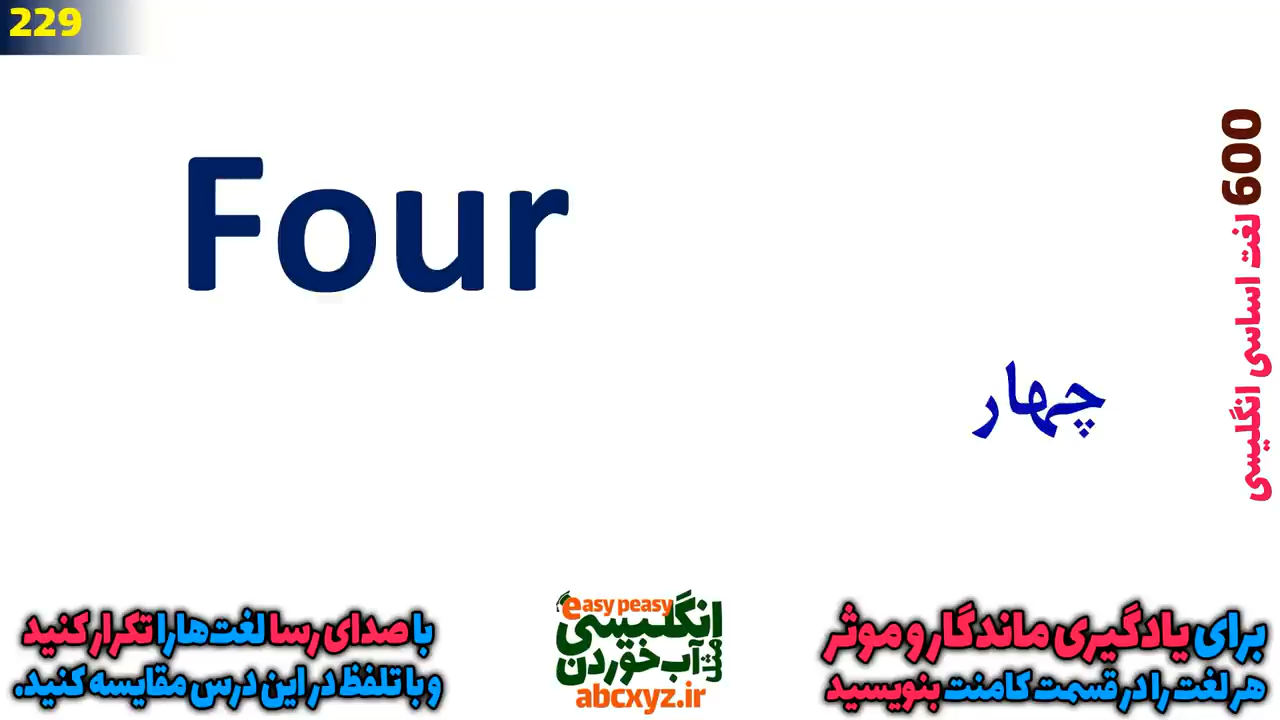 229
Four
چهار
600 لغت اساسی انگلیسی
با صدای رسا لغت‌ها را تکرار کنید
و با تلفظ در این درس مقایسه کنید.
easy peasy
انگلیسی
مثل آب خوردن
abcxyz.ir
برای یادگیری ماندگار و موثر
هر لغت را در قسمت کامنت بنویسید